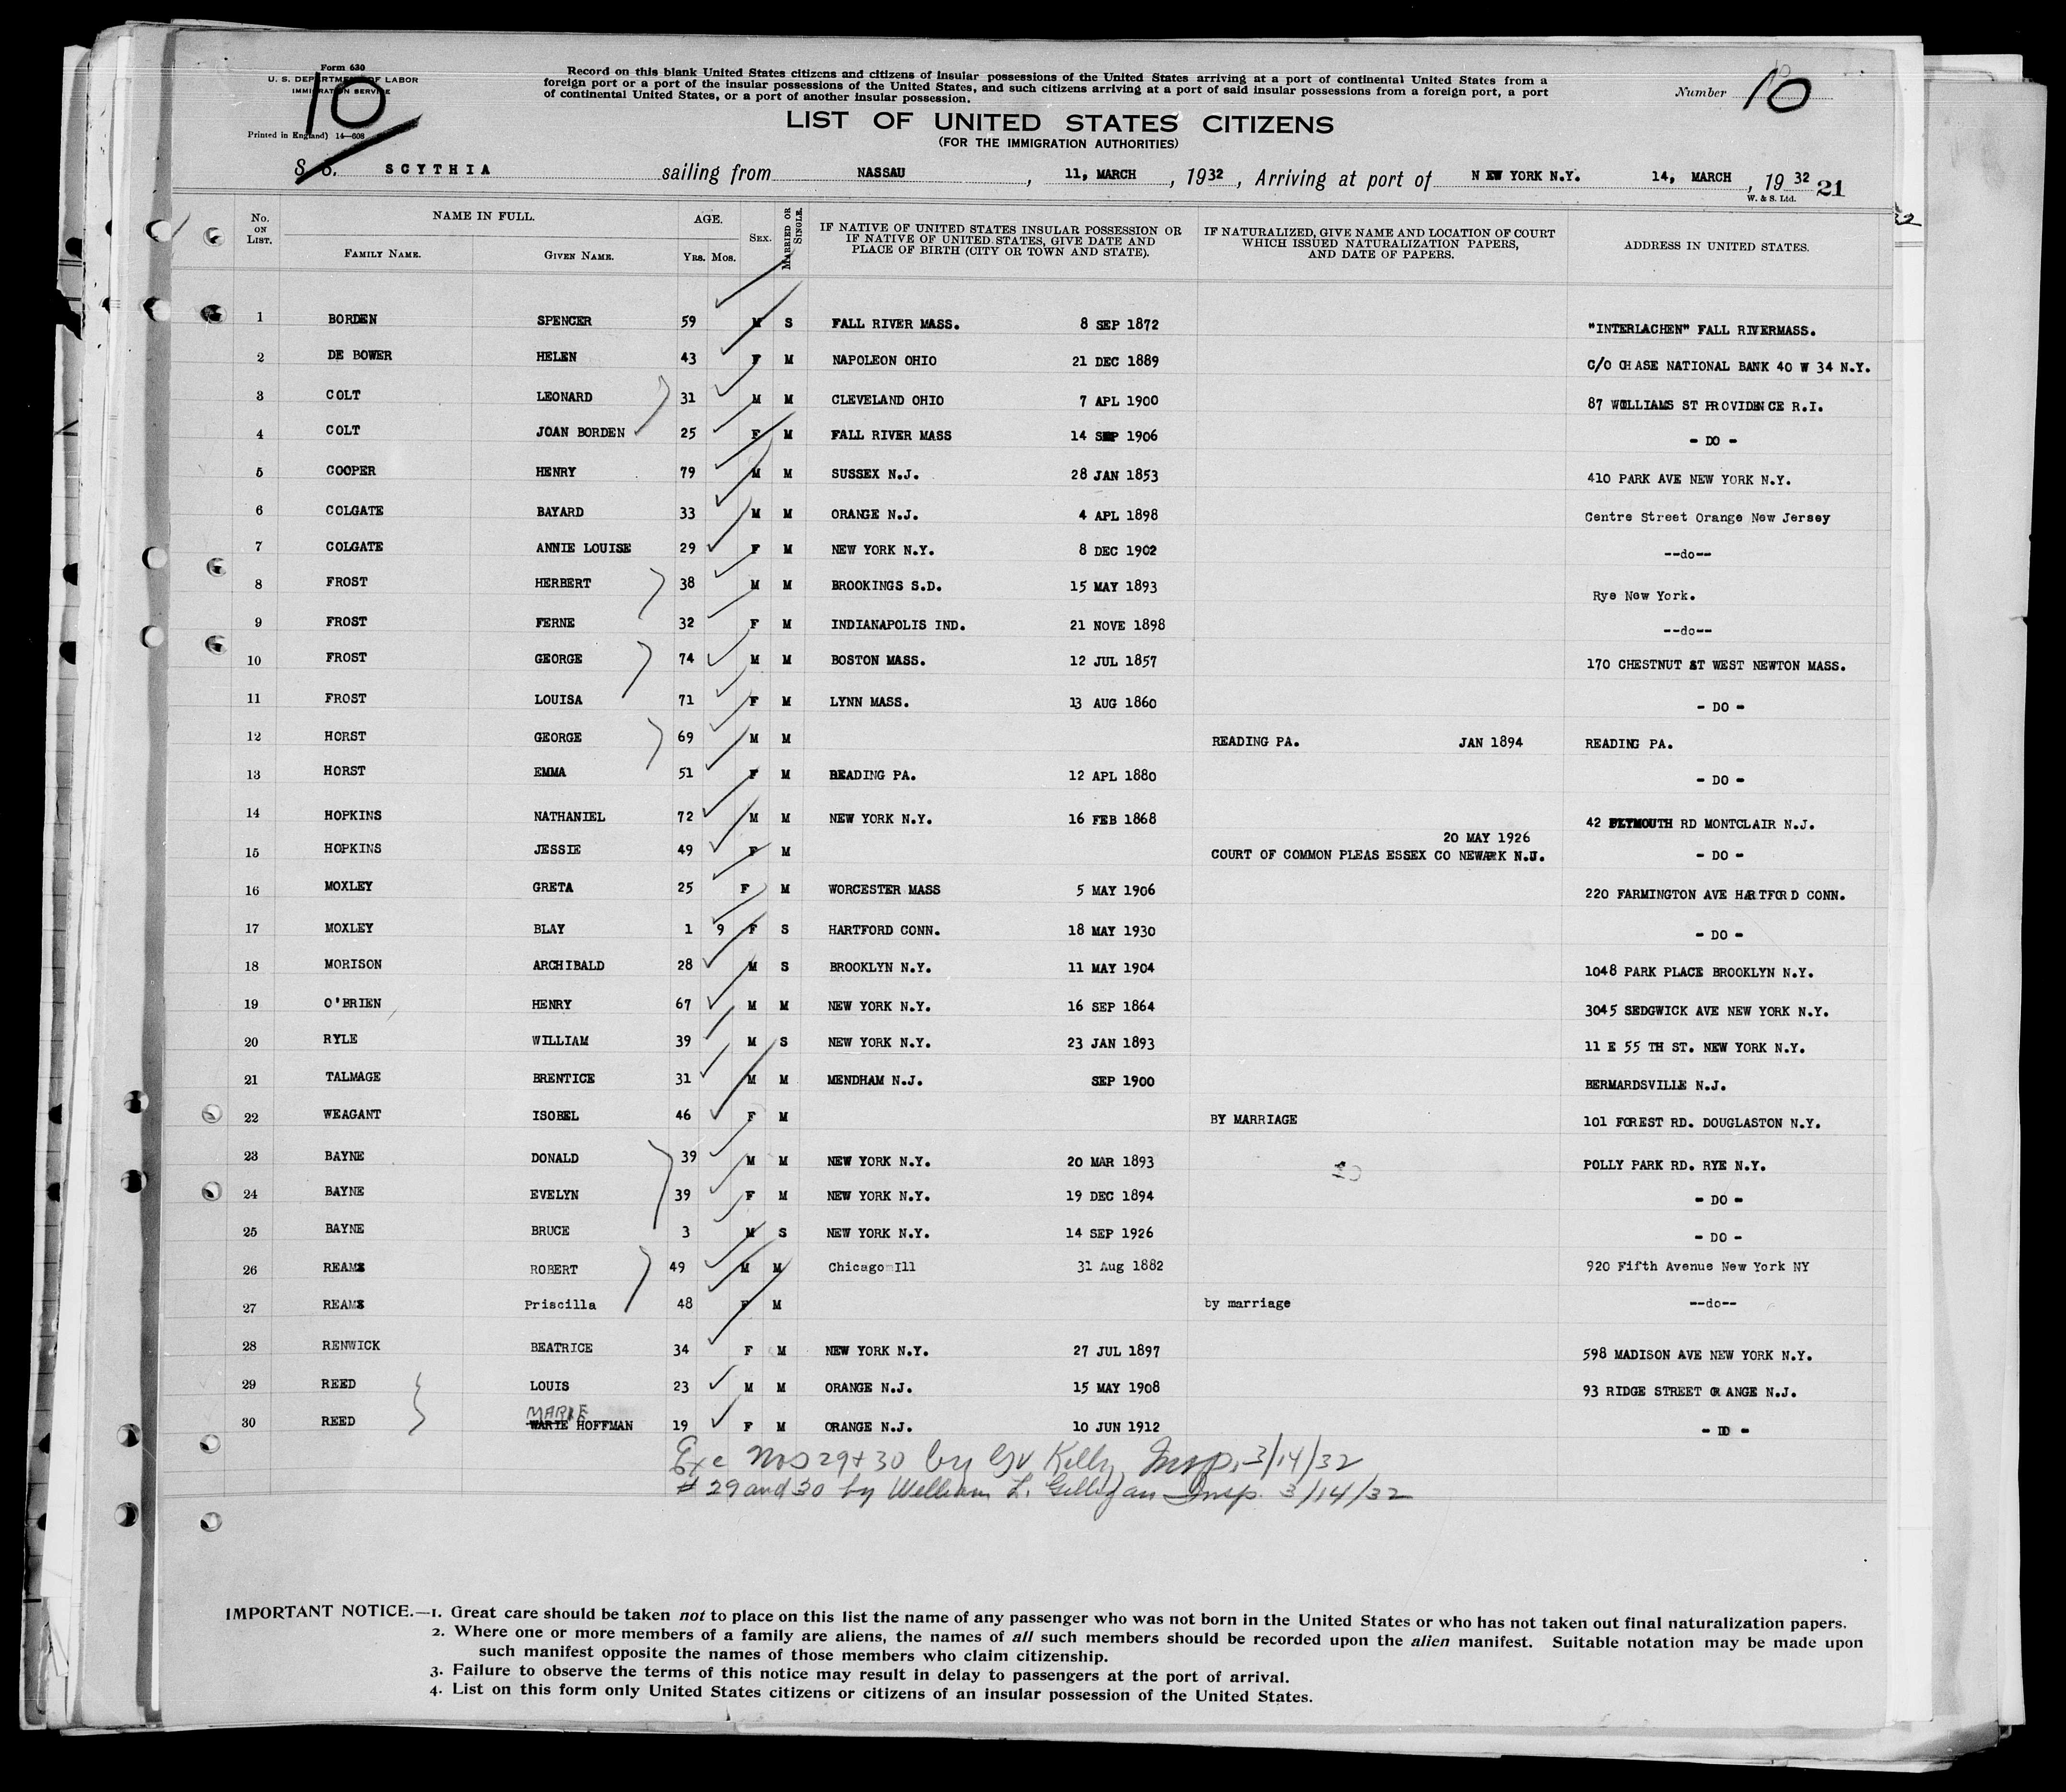 Form 630
U. S. DEPARTMENT OF LABOR
IMMIGRATION SERVICE
10
Printed in England) 14—608
Record on this blank United States citizens and citizens of insular possessions of the United States arriving at a port of continental United States from a
foreign port or a port of the insular possessions of the United States, and such citizens arriving at a port of said insular possessions from a foreign port, a port
of continental United States, or a port of another insular possession.
Number 10
LIST OF UNITED STATES CITIZENS
(FOR THE IMMIGRATION AUTHORITIES)
S. S. SCYTHIA sailing from NASSAU, 11, MARCH, 1932, Arriving at port of NEW YORK N.Y. 14, MARCH, 1932 21
W. & S. Ltd.
No. ON LIST. NAME IN FULL. FAMILY NAME. GIVEN NAME. AGE. YRS. MOS. SEX. MARRIED OR SINGLE. IF NATIVE OF UNITED STATES INSULAR POSSESSION OR IF NATIVE OF UNITED STATES, GIVE DATE AND PLACE OF BIRTH (CITY OR TOWN AND STATE). IF NATURALIZED, GIVE NAME AND LOCATION OF COURT WHICH ISSUED NATURALIZATION PAPERS, AND DATE OF PAPERS. ADDRESS IN UNITED STATES.
1 BORDEN SPENCER 59 M S FALL RIVER MASS. 8 SEP 1872 "INTERLACHEN" FALL RIVERMASS.
2 DE BOWER HELEN 43 F M NAPOLEON OHIO 21 DEC 1889 C/O CHASE NATIONAL BANK 40 W 34 N.Y.
3 COLT LEONARD 31 M M CLEVELAND OHIO 7 APL 1900 87 WILLIAMS ST PROVIDENCE R.I.
4 COLT JOAN BORDEN 25 F M FALL RIVER MASS 14 SEP 1906 - DO -
5 COOPER HENRY 79 M M SUSSEX N.J. 28 JAN 1853 410 PARK AVE NEW YORK N.Y.
6 COLGATE BAYARD 33 M M ORANGE N.J. 4 APL 1898 Centre Street Orange New Jersey
7 COLGATE ANNIE LOUISE 29 F M NEW YORK N.Y. 8 DEC 1902 --do--
8 FROST HERBERT 38 M M BROOKINGS S.D. 15 MAY 1893 Rye New York.
9 FROST FERNE 32 F M INDIANAPOLIS IND. 21 NOVE 1898 --do--
10 FROST GEORGE 74 M M BOSTON MASS. 12 JUL 1857 170 CHESTNUT ST WEST NEWTON MASS.
11 FROST LOUISA 71 F M LYNN MASS. 13 AUG 1860 - DO -
12 HORST GEORGE 69 M M READING PA. JAN 1894 READING PA.
13 HORST EMMA 51 F M READING PA. 12 APL 1880 - DO -
14 HOPKINS NATHANIEL 72 M M NEW YORK N.Y. 16 FEB 1868 42 PLYMOUTH RD MONTCLAIR N.J.
15 HOPKINS JESSIE 49 F M 20 MAY 1926 COURT OF COMMON PLEAS ESSEX CO NEWARK N.J. - DO -
16 MOXLEY GRETA 25 F M WORCESTER MASS 5 MAY 1906 220 FARMINGTON AVE HARTFORD CONN.
17 MOXLEY BLAY 1 9 F S HARTFORD CONN. 18 MAY 1930 - DO -
18 MORISON ARCHIBALD 28 M S BROOKLYN N.Y. 11 MAY 1904 1048 PARK PLACE BROOKLYN N.Y.
19 O'BRIEN HENRY 67 M M NEW YORK N.Y. 16 SEP 1864 3045 SEDGWICK AVE NEW YORK N.Y.
20 RYLE WILLIAM 39 M S NEW YORK N.Y. 23 JAN 1893 11 E 55 TH ST. NEW YORK N.Y.
21 TALMAGE BRENTICE 31 M M MENDHAM N.J. SEP 1900 BERMARDSVILLE N.J.
22 WEAGANT ISOBEL 46 F M BY MARRIAGE 101 FOREST RD. DOUGLASTON N.Y.
23 BAYNE DONALD 39 M M NEW YORK N.Y. 20 MAR 1893 POLLY PARK RD. RYE N.Y.
24 BAYNE EVELYN 39 F M NEW YORK N.Y. 19 DEC 1894 - DO -
25 BAYNE BRUCE 3 M S NEW YORK N.Y. 14 SEP 1926 - DO -
26 REAMS ROBERT 49 M M Chicago Ill 31 Aug 1882 920 Fifth Avenue New York NY
27 REAMS Priscilla 48 F M by marriage --do--
28 RENWICK BEATRICE 34 F M NEW YORK N.Y. 27 JUL 1897 598 MADISON AVE NEW YORK N.Y.
29 REED LOUIS 23 M M ORANGE N.J. 15 MAY 1908 93 RIDGE STREET ORANGE N.J.
MARIE
30 REED WARIE HOFFMAN 19 F M ORANGE N.J. 10 JUN 1912 - DO -
Exc Nos 29 + 30 by Gv Kelly Insp. 3/14/32
# 29 and 30 by William L. Gilligan Insp. 3/14/32
IMPORTANT NOTICE.—1. Great care should be taken not to place on this list the name of any passenger who was not born in the United States or who has not taken out final naturalization papers.
2. Where one or more members of a family are aliens, the names of all such members should be recorded upon the alien manifest. Suitable notation may be made upon
such manifest opposite the names of those members who claim citizenship.
3. Failure to observe the terms of this notice may result in delay to passengers at the port of arrival.
4. List on this form only United States citizens or citizens of an insular possession of the United States.